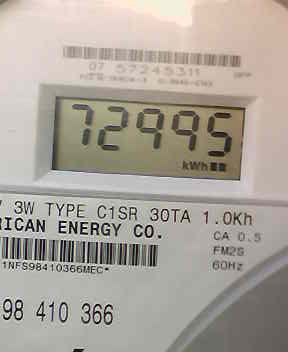 07 57245311
72995
kWh
V 3W TYPE C1SR 30TA 1.0Kh
RICAN ENERGY CO.
CA 0.5
FM2S
60Hz
1NFS98410366MEC*
98 410 366